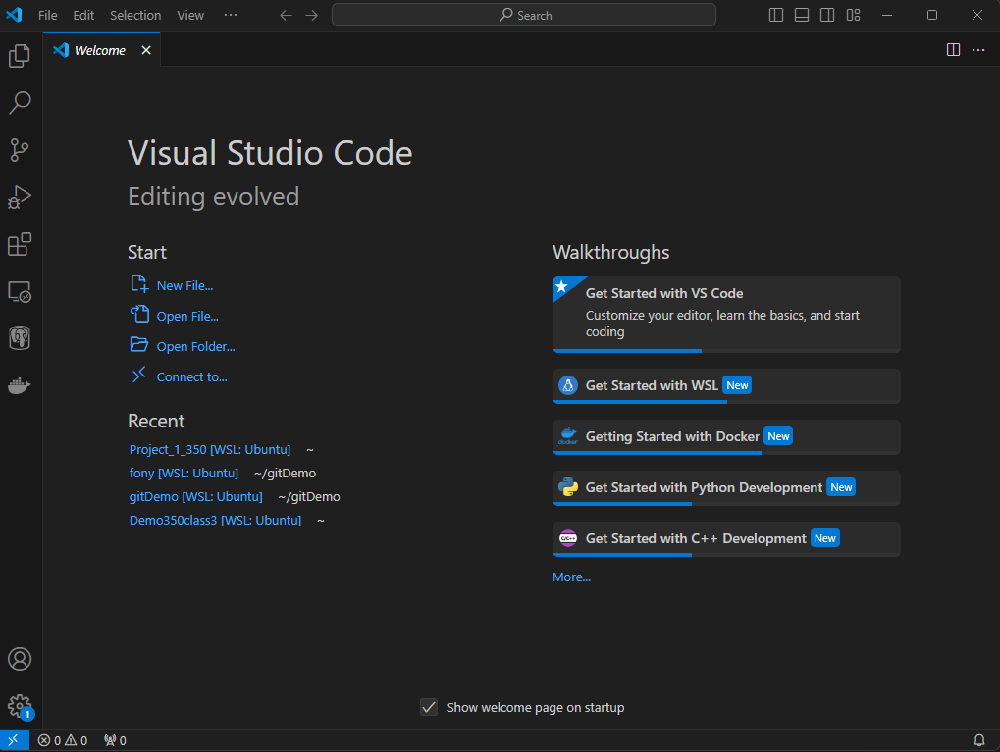 File Edit Selection View ··· Search
Welcome
Visual Studio Code
Editing evolved
Start
New File...
Open File...
Open Folder...
Connect to...
Recent
Project_1_350 [WSL: Ubuntu] ~
fony [WSL: Ubuntu] ~/gitDemo
gitDemo [WSL: Ubuntu] ~/gitDemo
Demo350class3 [WSL: Ubuntu] ~
Walkthroughs
Get Started with VS Code
Customize your editor, learn the basics, and start
coding
Get Started with WSL New
docker
Getting Started with Docker New
Get Started with Python Development New
C/C++
Get Started with C++ Development New
More...
Show welcome page on startup
1
0 0 0